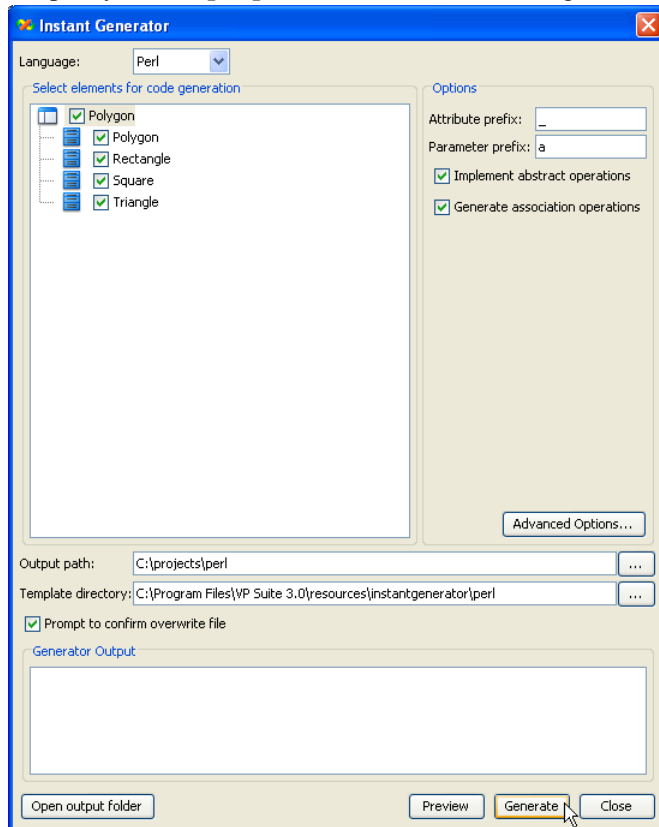 Instant Generator
Language: Perl
Select elements for code generation
Polygon
Polygon
Rectangle
Square
Triangle
Options
Attribute prefix: _
Parameter prefix: a
Implement abstract operations
Generate association operations
Advanced Options...
Output path: C:\projects\perl ...
Template directory: C:\Program Files\VP Suite 3.0\resources\instantgenerator\perl ...
Prompt to confirm overwrite file
Generator Output
Open output folder Preview Generate Close